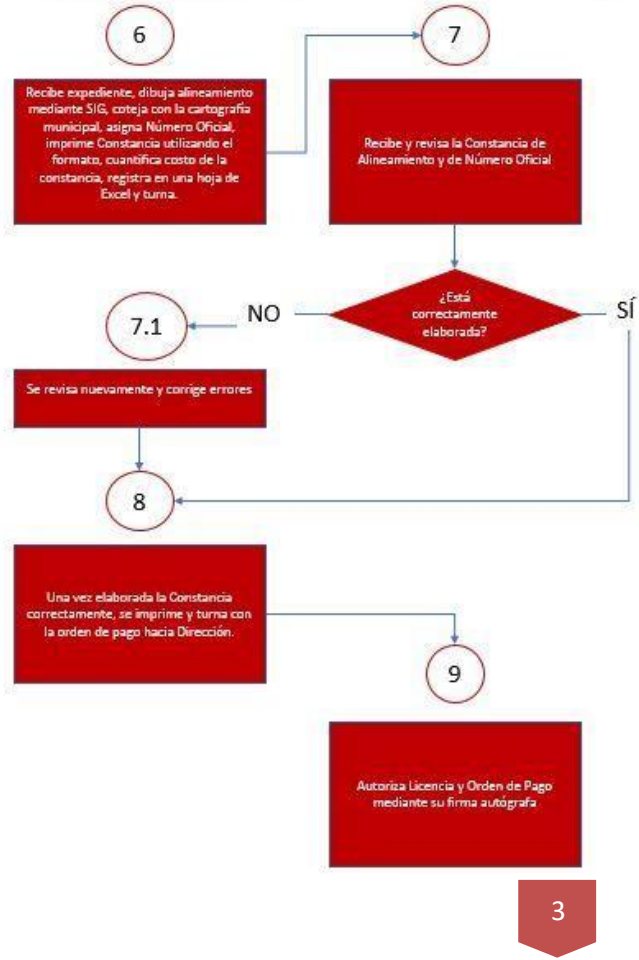 6
7
Recibe expediente, dibuja alineamiento
mediante SIG, coteja con la cartografía
municipal, asigna Número Oficial,
imprime Constancia utilizando el
formato, cuantifica costo de la
constancia, registra en una hoja de
Excel y turna.
Recibe y revisa la Constancia de
Alineamiento y de Número Oficial
¿Está
correctamente
elaborada?
NO
SÍ
7.1
Se revisa nuevamente y corrige errores
8
Una vez elaborada la Constancia
correctamente, se imprime y turna con
la orden de pago hacia Dirección.
9
Autoriza Licencia y Orden de Pago
mediante su firma autógrafa
3